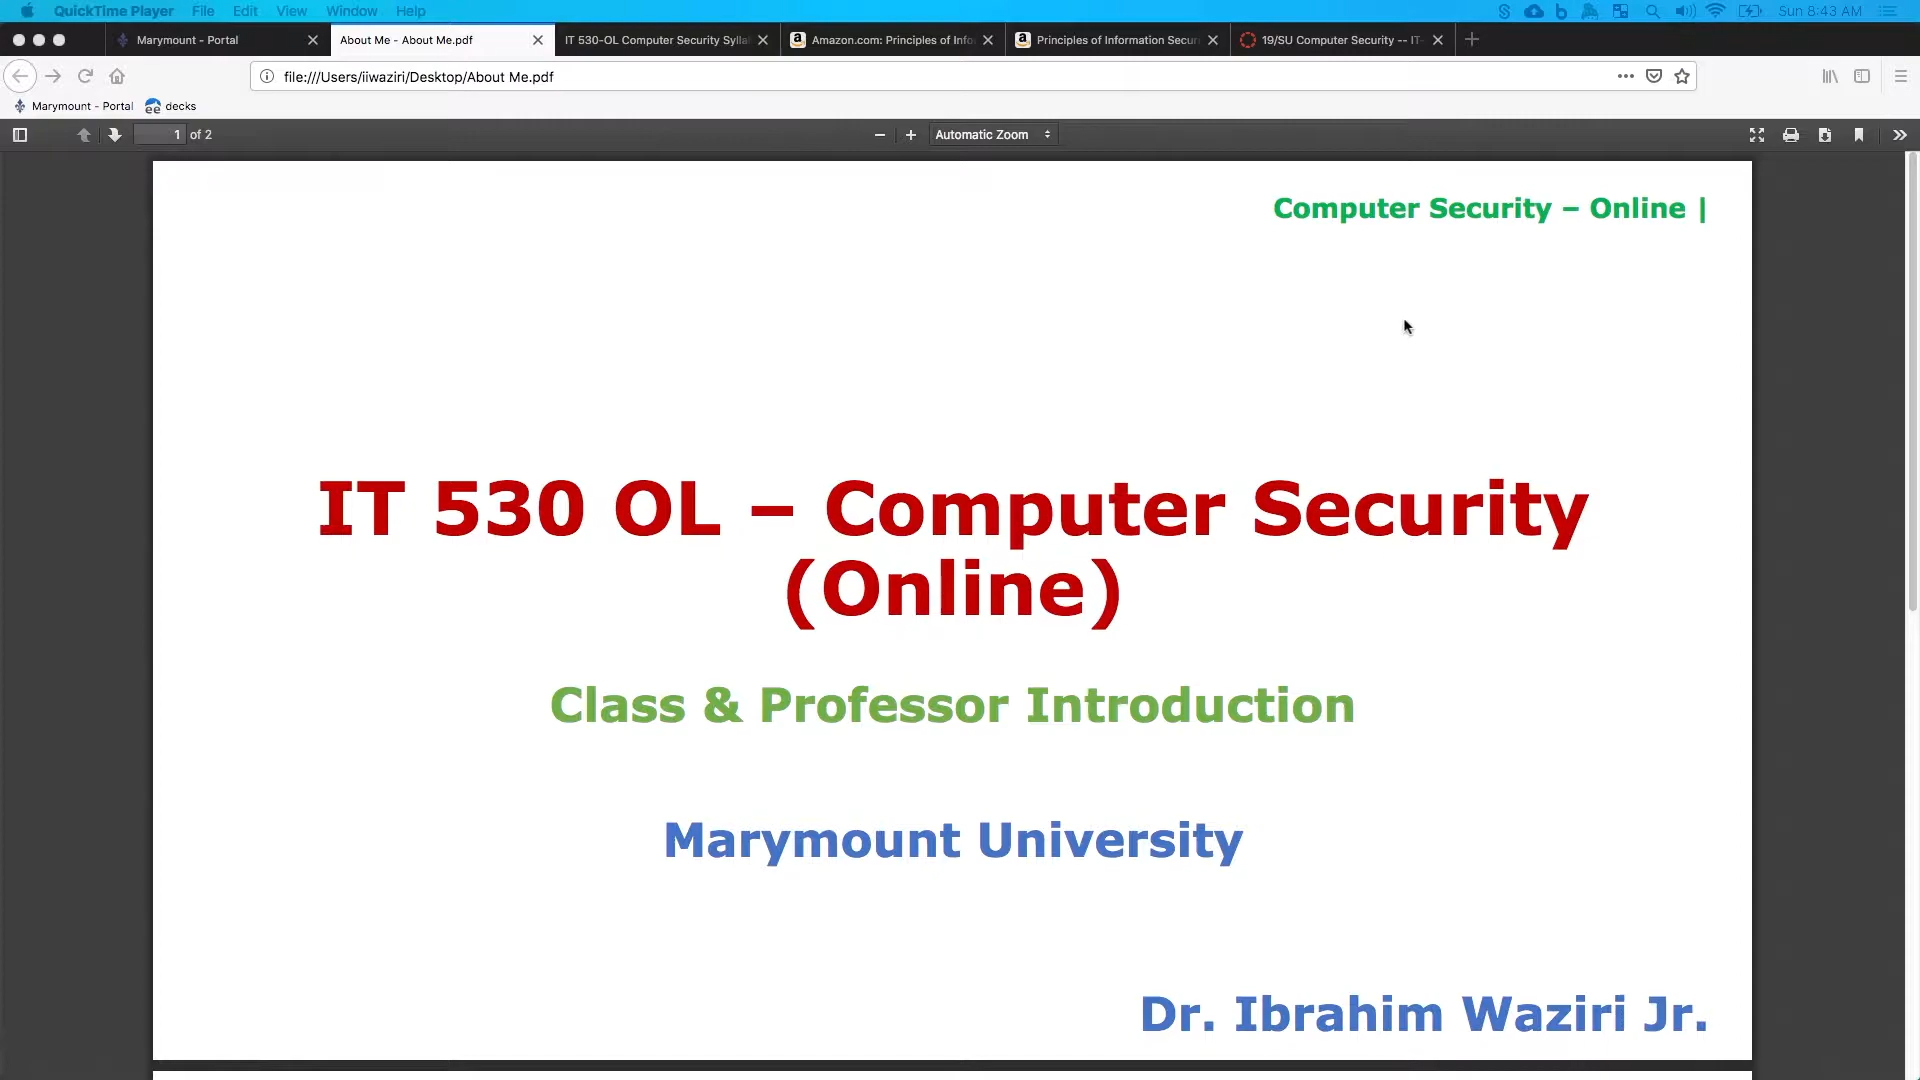 QuickTime Player File Edit View Window Help Sun 8:43 AM
Marymount - Portal About Me - About Me.pdf IT 530-OL Computer Security Sylla Amazon.com: Principles of Info Principles of Information Secur 19/SU Computer Security -- IT-
file:///Users/iiwaziri/Desktop/About Me.pdf
Marymount - Portal decks
1 of 2 Automatic Zoom
Computer Security – Online |
IT 530 OL – Computer Security
(Online)
Class & Professor Introduction
Marymount University
Dr. Ibrahim Waziri Jr.